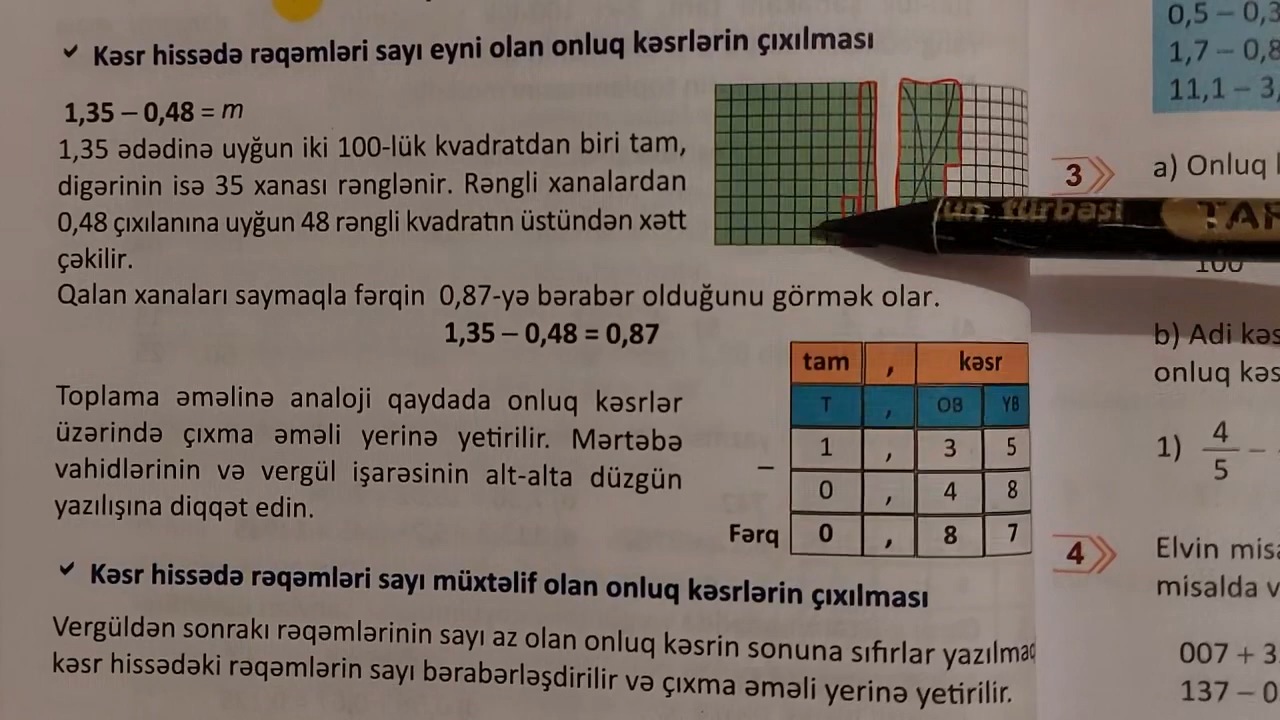 ✓ Kəsr hissədə rəqəmləri sayı eyni olan onluq kəsrlərin çıxılması
1,35 – 0,48 = m
1,35 ədədinə uyğun iki 100-lük kvadratdan biri tam,
digərinin isə 35 xanası rənglənir. Rəngli xanalardan
0,48 çıxılanına uyğun 48 rəngli kvadratın üstündən xətt
çəkilir.
Qalan xanaları saymaqla fərqin 0,87-yə bərabər olduğunu görmək olar.
1,35 – 0,48 = 0,87
Toplama əməlinə analoji qaydada onluq kəsrlər
üzərində çıxma əməli yerinə yetirilir. Mərtəbə
vahidlərinin və vergül işarəsinin alt-alta düzgün
yazılışına diqqət edin.
tam , kəsr
T , OB YB
1 , 3 5
–
0 , 4 8
Fərq 0 , 8 7
✓ Kəsr hissədə rəqəmləri sayı müxtəlif olan onluq kəsrlərin çıxılması
Vergüldən sonrakı rəqəmlərinin sayı az olan onluq kəsrin sonuna sıfırlar
kəsr hissədəki rəqəmlərin sayı bərabərləşdirilir və çıxma əməli yerinə yetirilir.
0,5 – 0,3
1,7 – 0,8
11,1 – 3,
3
a) Onluq
un türbəsi
100
b) Adi kəs
onluq kəs
1) 4/5 –
4
Elvin misa
misalda v
007 + 3
137 – 0